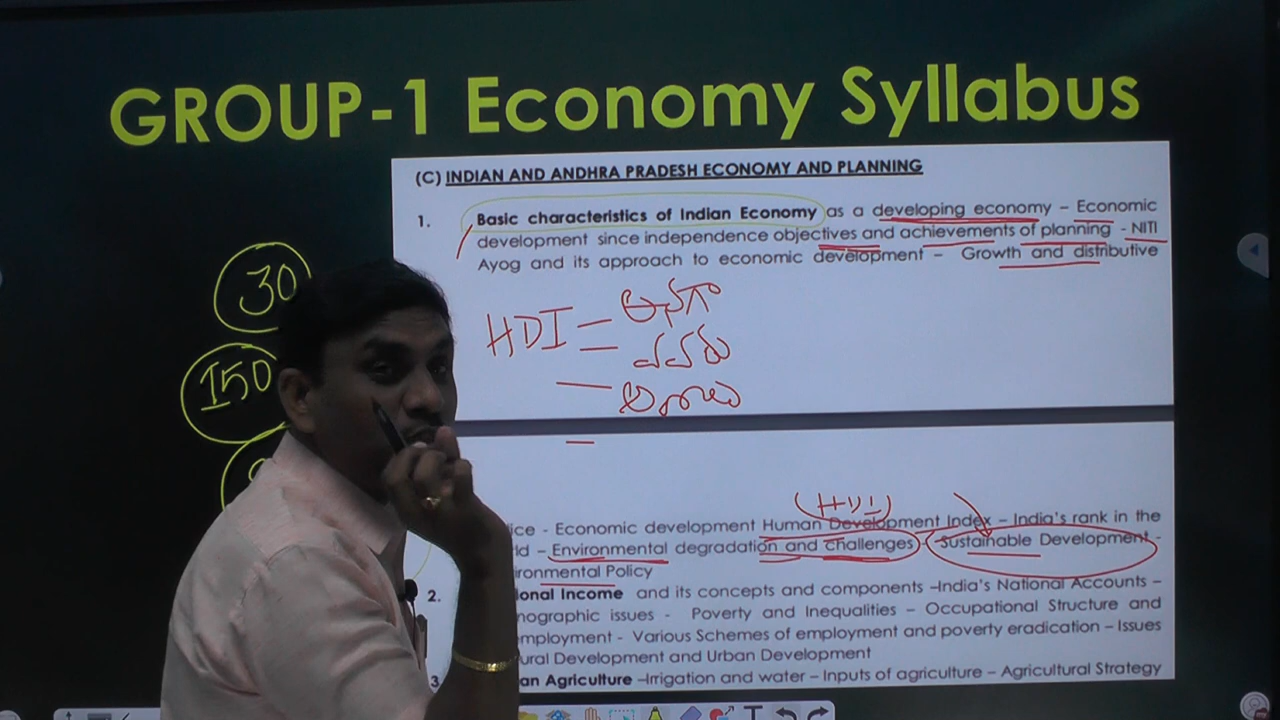 GROUP-1 Economy Syllabus
(C) INDIAN AND ANDHRA PRADESH ECONOMY AND PLANNING
1. Basic characteristics of Indian Economy as a developing economy – Economic
development since independence objectives and achievements of planning - NITI
Ayog and its approach to economic development – Growth and distributive
30
150
HDI
(HDI)
Economic development Human Development Index – India's rank in the
– Environmental degradation and challenges – Sustainable Development -
Policy
2. Income and its concepts and components –India's National Accounts –
issues - Poverty and Inequalities – Occupational Structure and
- Various Schemes of employment and poverty eradication – Issues
Development and Urban Development
3. Agriculture –Irrigation and water – Inputs of agriculture – Agricultural Strategy